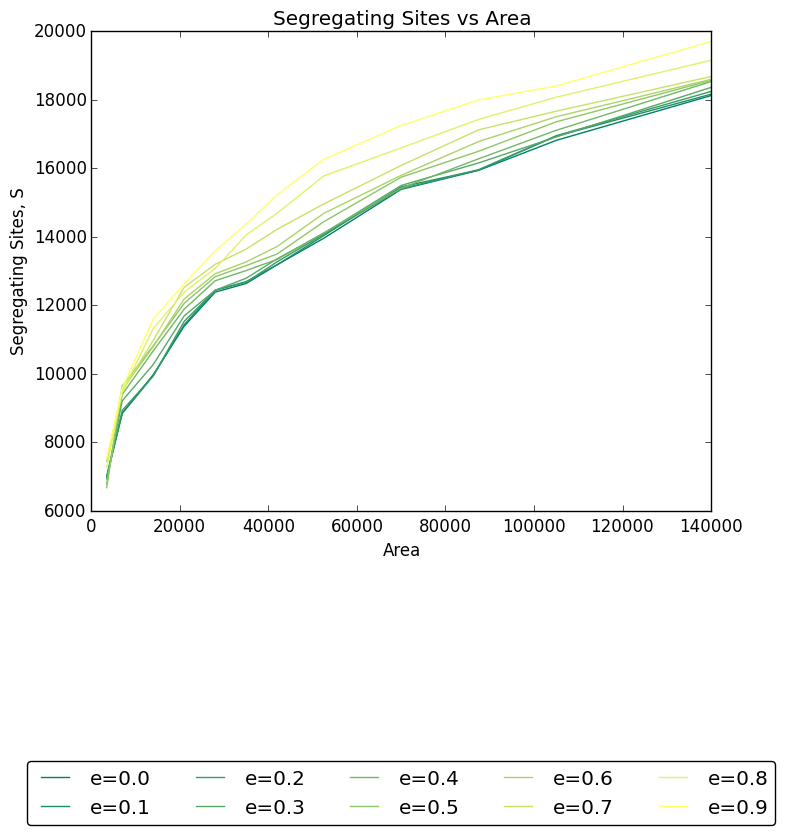 Segregating Sites vs Area
20000
18000
16000
14000
12000
10000
8000
6000
Segregating Sites, S
0 20000 40000 60000 80000 100000 120000 140000
Area
e=0.0 e=0.2 e=0.4 e=0.6 e=0.8
e=0.1 e=0.3 e=0.5 e=0.7 e=0.9